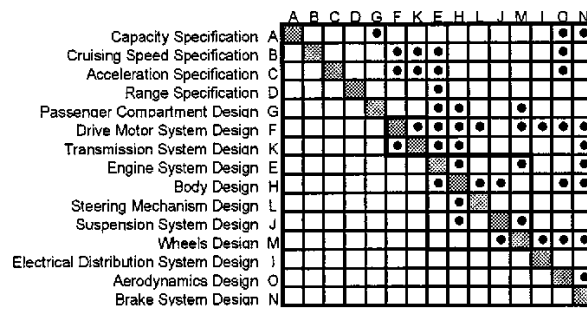 A B C D G F K E H L J M I O N
Capacity Specification A
Cruising Speed Specification B
Acceleration Specification C
Range Specification D
Passenger Compartment Design G
Drive Motor System Design F
Transmission System Design K
Engine System Design E
Body Design H
Steering Mechanism Design L
Suspension System Design J
Wheels Design M
Electrical Distribution System Design I
Aerodynamics Design O
Brake System Design N